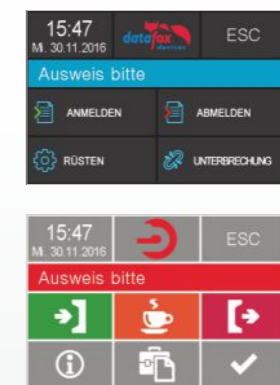 15:47
Mi. 30.11.2016
datafox
devices
ESC
Ausweis bitte
ANMELDEN
ABMELDEN
RÜSTEN
UNTERBRECHUNG
15:47
Mi. 30.11.2016
ESC
Ausweis bitte